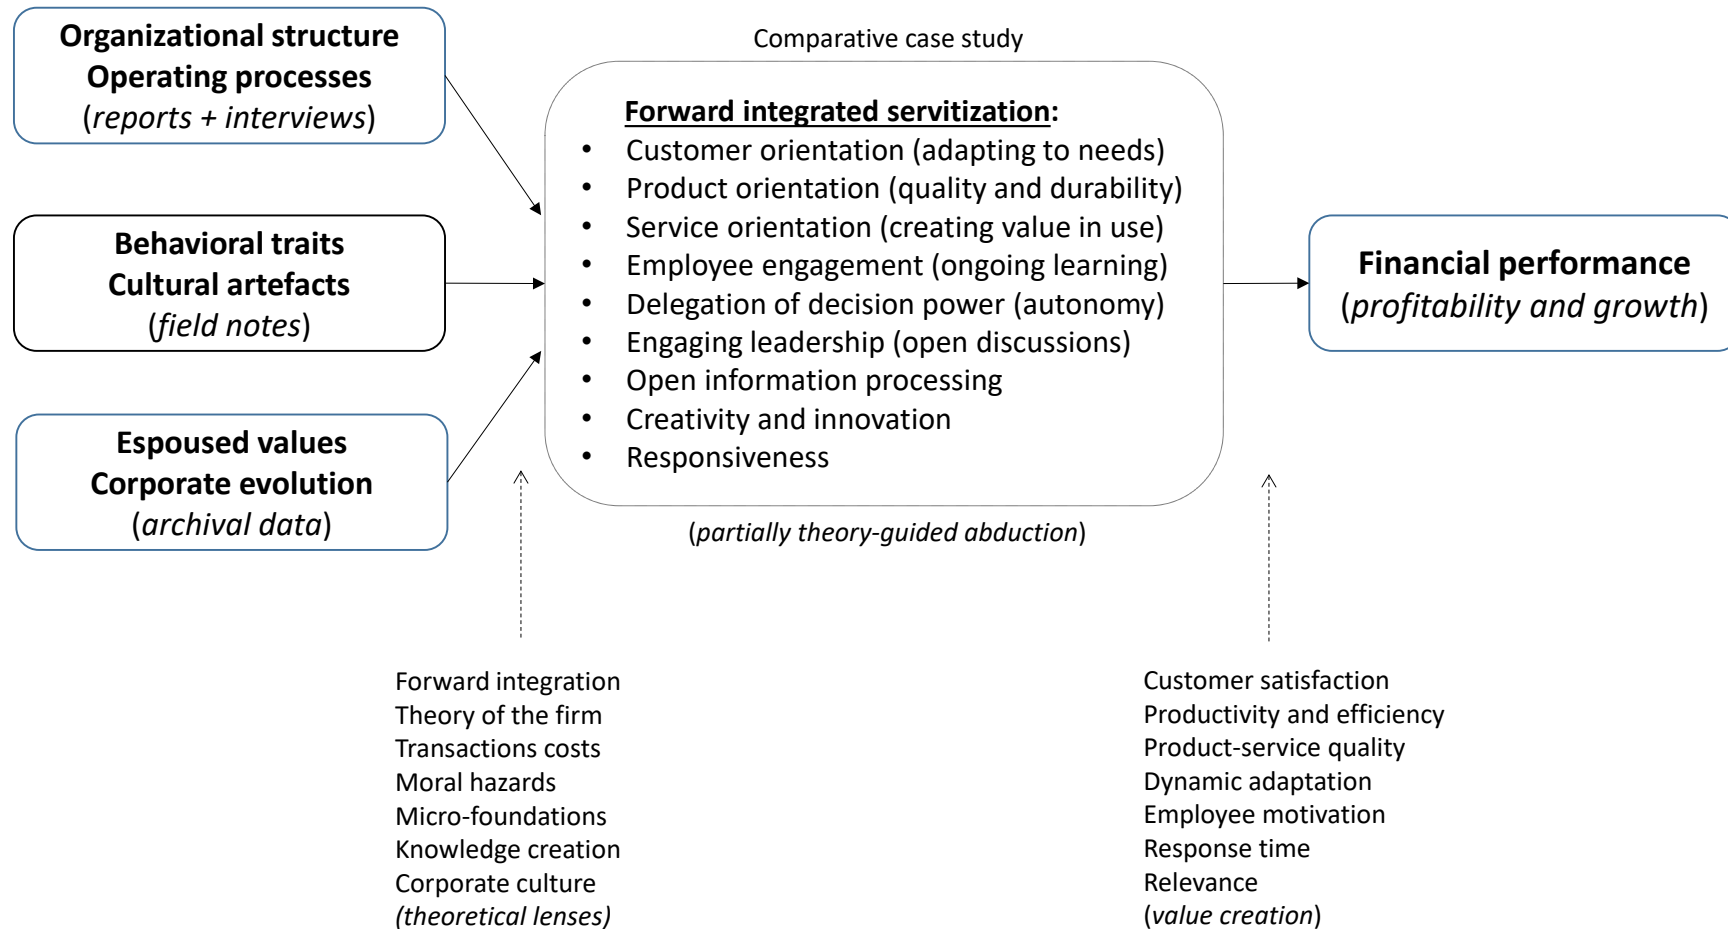 Organizational structure
Operating processes
(reports + interviews)
Behavioral traits
Cultural artefacts
(field notes)
Espoused values
Corporate evolution
(archival data)
Comparative case study
Forward integrated servitization:
• Customer orientation (adapting to needs)
• Product orientation (quality and durability)
• Service orientation (creating value in use)
• Employee engagement (ongoing learning)
• Delegation of decision power (autonomy)
• Engaging leadership (open discussions)
• Open information processing
• Creativity and innovation
• Responsiveness
(partially theory-guided abduction)
Financial performance
(profitability and growth)
Forward integration
Theory of the firm
Transactions costs
Moral hazards
Micro-foundations
Knowledge creation
Corporate culture
(theoretical lenses)
Customer satisfaction
Productivity and efficiency
Product-service quality
Dynamic adaptation
Employee motivation
Response time
Relevance
(value creation)